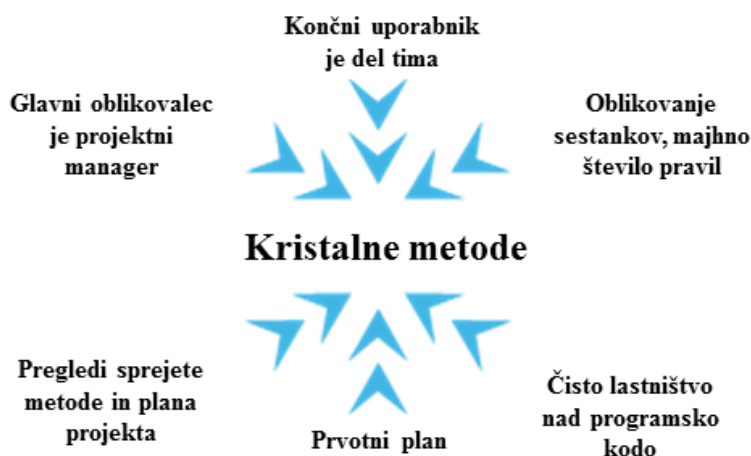 Končni uporabnik
je del tima
Glavni oblikovalec
je projektni
manager
Oblikovanje
sestankov, majhno
število pravil
Kristalne metode
Pregledi sprejete
metode in plana
projekta
Prvotni plan
Čisto lastništvo
nad programsko
kodo